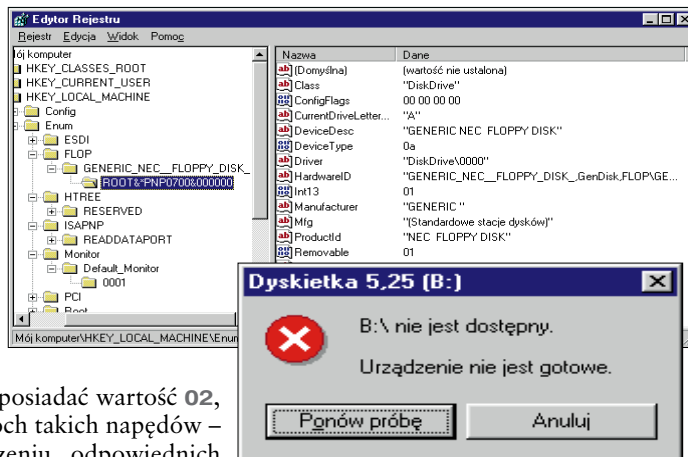 Edytor Rejestru
Rejestr Edycja Widok Pomoc
komputer
HKEY_CLASSES_ROOT
HKEY_CURRENT_USER
HKEY_LOCAL_MACHINE
Config
Enum
ESDI
FLOP
GENERIC_NEC__FLOPPY_DISK_
ROOT&*PNP0700&000000
HTREE
RESERVED
ISAPNP
READDATAPORT
Monitor
Default_Monitor
0001
PCI
Root
Nazwa Dane
(Domyślna) (wartość nie ustalona)
Class "DiskDrive"
ConfigFlags 00 00 00 00
CurrentDriveLetter... "A"
DeviceDesc "GENERIC NEC FLOPPY DISK"
DeviceType 0a
Driver "DiskDrive\0000"
HardwareID "GENERIC_NEC__FLOPPY_DISK_,GenDisk,FLOP\GE...
Int13 01
Manufacturer "GENERIC "
Mfg "(Standardowe stacje dysków)"
ProductId "NEC FLOPPY DISK"
Removable 01
Mój komputer\HKEY_LOCAL_MACHINE\Enum
Dyskietka 5,25 (B:)
B:\ nie jest dostępny.
Urządzenie nie jest gotowe.
Ponów próbę Anuluj
posiadać wartość 02,
och takich napędów –
zeniu odpowiednich